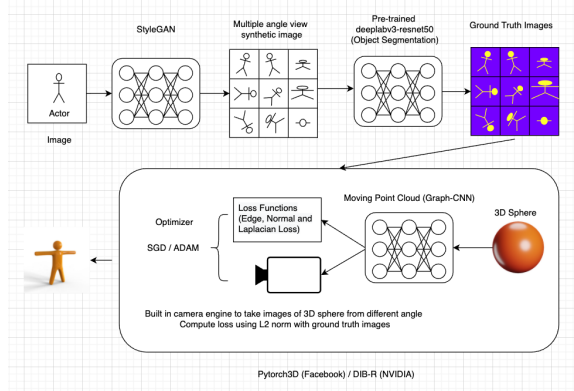 StyleGAN
Multiple angle view
synthetic image
Pre-trained
deeplabv3-resnet50
(Object Segmentation)
Ground Truth Images
Actor
Image
Loss Functions
(Edge, Normal and
Laplacian Loss)
Moving Point Cloud (Graph-CNN)
3D Sphere
Optimizer
SGD / ADAM
Built in camera engine to take images of 3D sphere from different angle
Compute loss using L2 norm with ground truth images
Pytorch3D (Facebook) / DIB-R (NVIDIA)